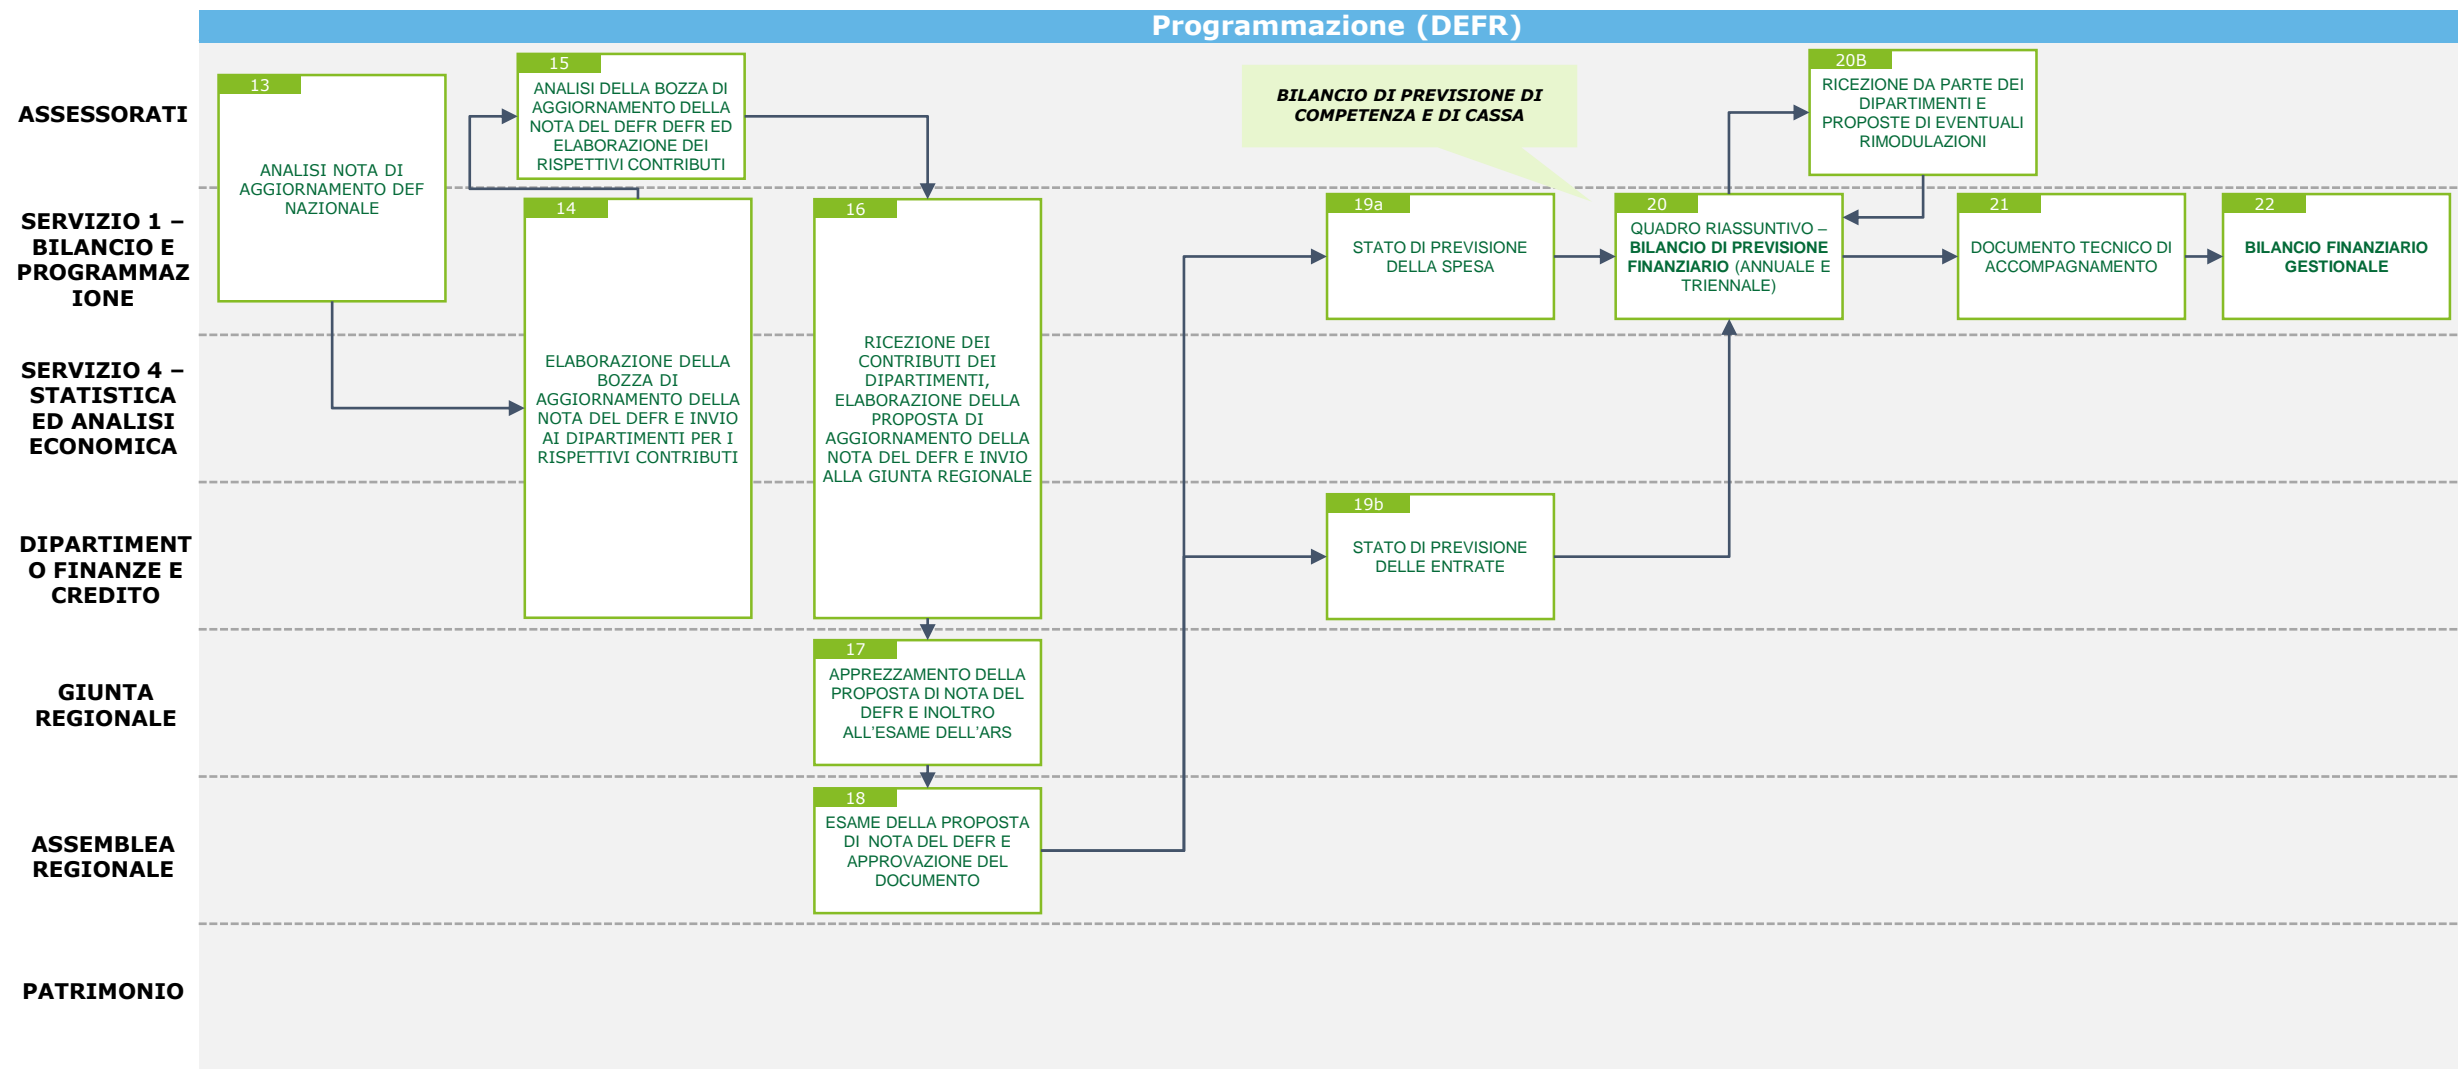 Programmazione (DEFR)
ASSESSORATI
13
ANALISI NOTA DI
AGGIORNAMENTO DEF
NAZIONALE
15
ANALISI DELLA BOZZA DI
AGGIORNAMENTO DELLA
NOTA DEL DEFR DEFR ED
ELABORAZIONE DEI
RISPETTIVI CONTRIBUTI
BILANCIO DI PREVISIONE DI
COMPETENZA E DI CASSA
20B
RICEZIONE DA PARTE DEI
DIPARTIMENTI E
PROPOSTE DI EVENTUALI
RIMODULAZIONI
SERVIZIO 1 –
BILANCIO E
PROGRAMMAZ
IONE
14
ELABORAZIONE DELLA
BOZZA DI
AGGIORNAMENTO DELLA
NOTA DEL DEFR E INVIO
AI DIPARTIMENTI PER I
RISPETTIVI CONTRIBUTI
16
RICEZIONE DEI
CONTRIBUTI DEI
DIPARTIMENTI,
ELABORAZIONE DELLA
PROPOSTA DI
AGGIORNAMENTO DELLA
NOTA DEL DEFR E INVIO
ALLA GIUNTA REGIONALE
19a
STATO DI PREVISIONE
DELLA SPESA
20
QUADRO RIASSUNTIVO –
BILANCIO DI PREVISIONE
FINANZIARIO (ANNUALE E
TRIENNALE)
21
DOCUMENTO TECNICO DI
ACCOMPAGNAMENTO
22
BILANCIO FINANZIARIO
GESTIONALE
SERVIZIO 4 –
STATISTICA
ED ANALISI
ECONOMICA
DIPARTIMENT
O FINANZE E
CREDITO
19b
STATO DI PREVISIONE
DELLE ENTRATE
GIUNTA
REGIONALE
17
APPREZZAMENTO DELLA
PROPOSTA DI NOTA DEL
DEFR E INOLTRO
ALL'ESAME DELL'ARS
ASSEMBLEA
REGIONALE
18
ESAME DELLA PROPOSTA
DI  NOTA DEL DEFR E
APPROVAZIONE DEL
DOCUMENTO
PATRIMONIO